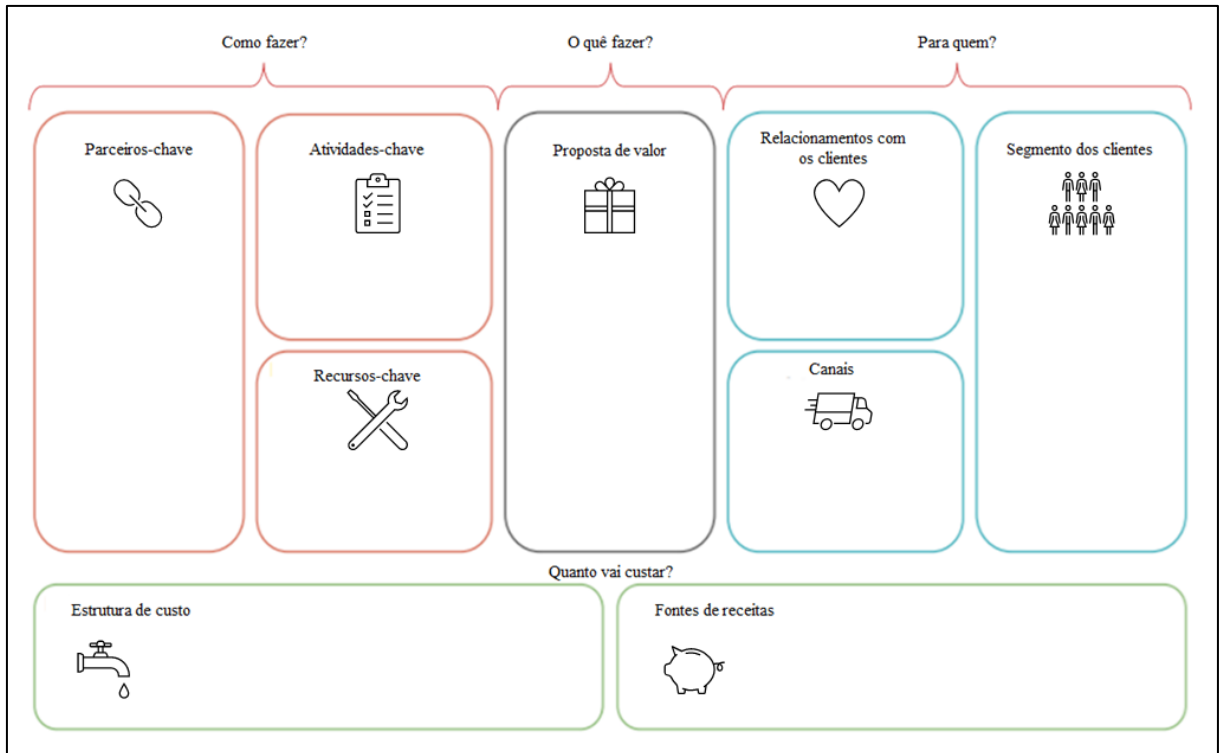 Como fazer?
O quê fazer?
Para quem?
Parceiros-chave
Atividades-chave
Proposta de valor
Relacionamentos com
os clientes
Segmento dos clientes
Recursos-chave
Canais
Quanto vai custar?
Estrutura de custo
Fontes de receitas